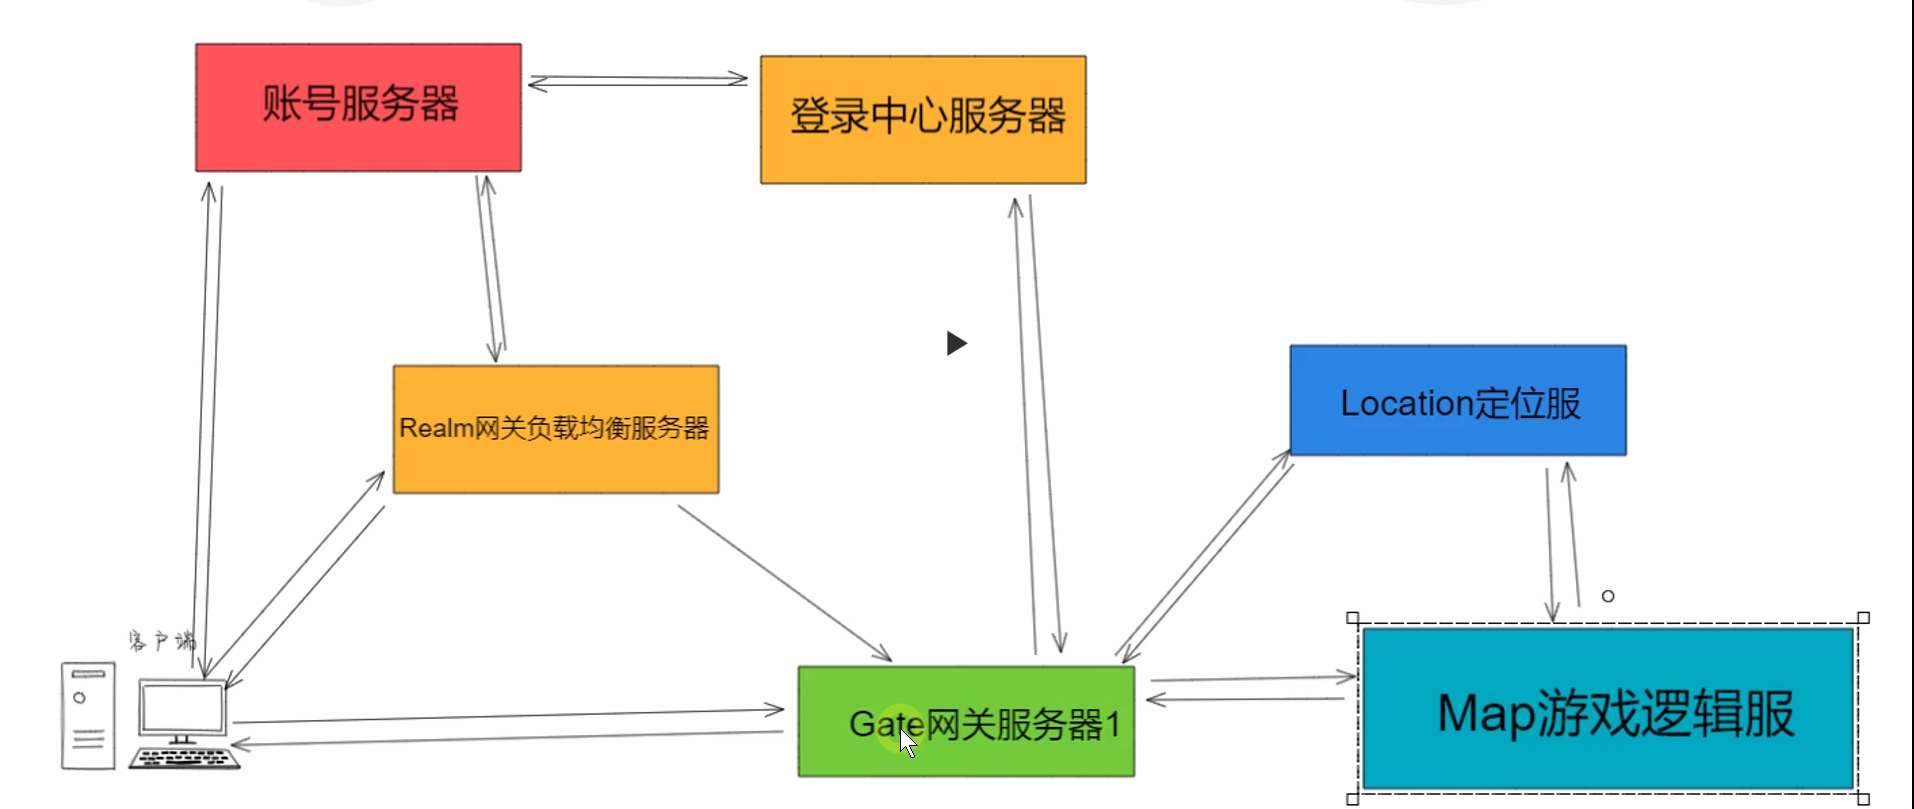 账号服务器
登录中心服务器
Realm网关负载均衡服务器
Location定位服
客户端
Gate网关服务器1
Map游戏逻辑服